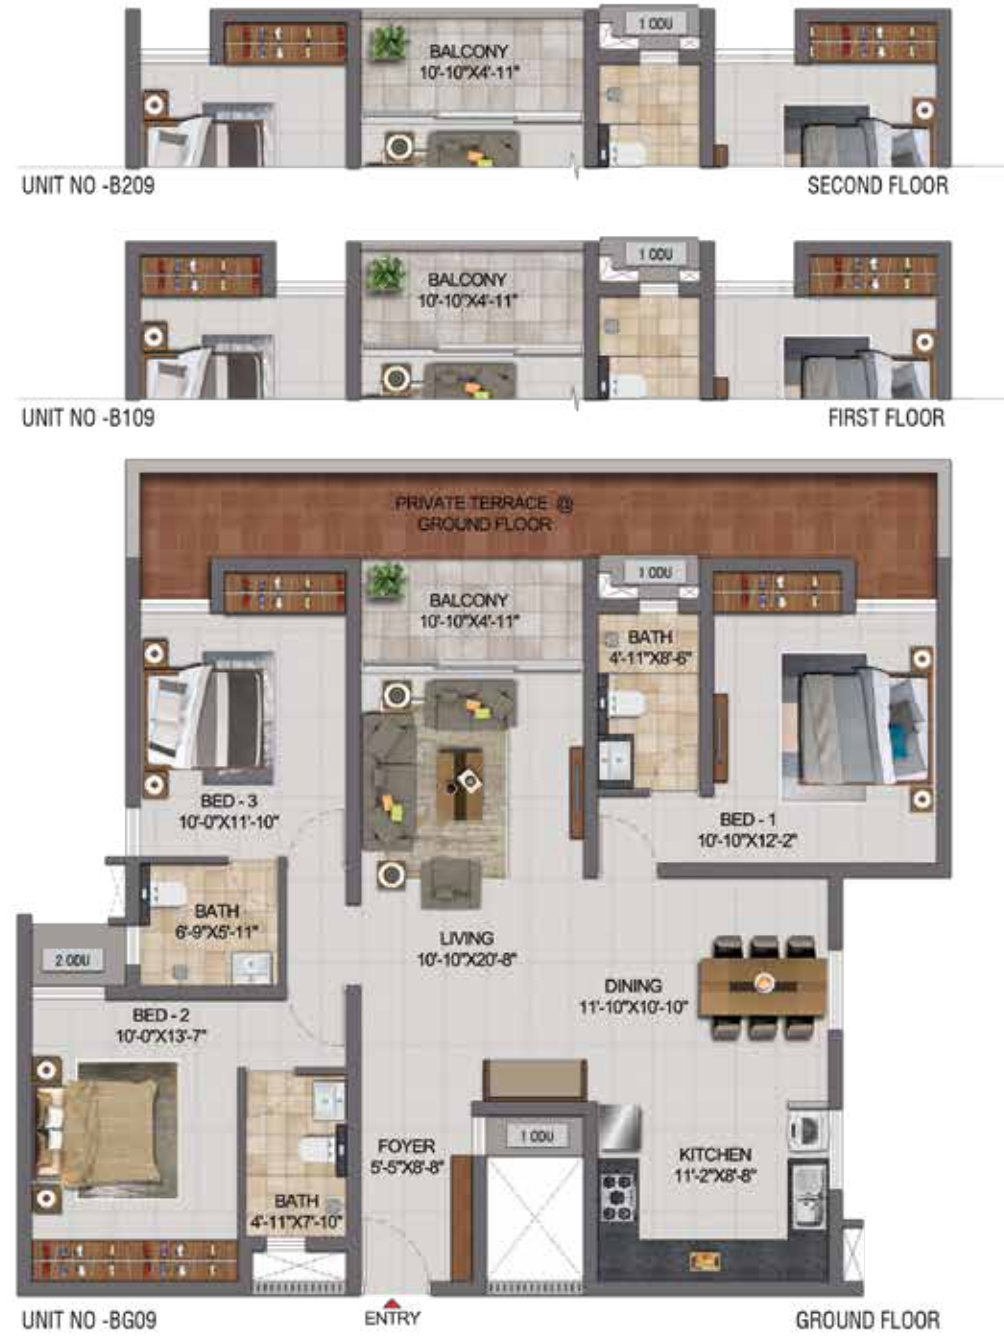 1 ODU
BALCONY
10'-10"X4'-11"
UNIT NO -B209
SECOND FLOOR
1 ODU
BALCONY
10'-10"X4'-11"
UNIT NO -B109
FIRST FLOOR
PRIVATE TERRACE @
GROUND FLOOR
1 ODU
BALCONY
10'-10"X4'-11"
BATH
4'-11"X8'-6"
BED - 3
10'-0"X11'-10"
BED - 1
10'-10"X12'-2"
BATH
6'-9"X5'-11"
LIVING
10'-10"X20'-8"
2 ODU
DINING
11'-10"X10'-10"
BED - 2
10'-0"X13'-7"
1 ODU
FOYER
5'-5"X8'-8"
KITCHEN
11'-2"X8'-8"
BATH
4'-11"X7'-10"
UNIT NO -BG09
ENTRY
GROUND FLOOR